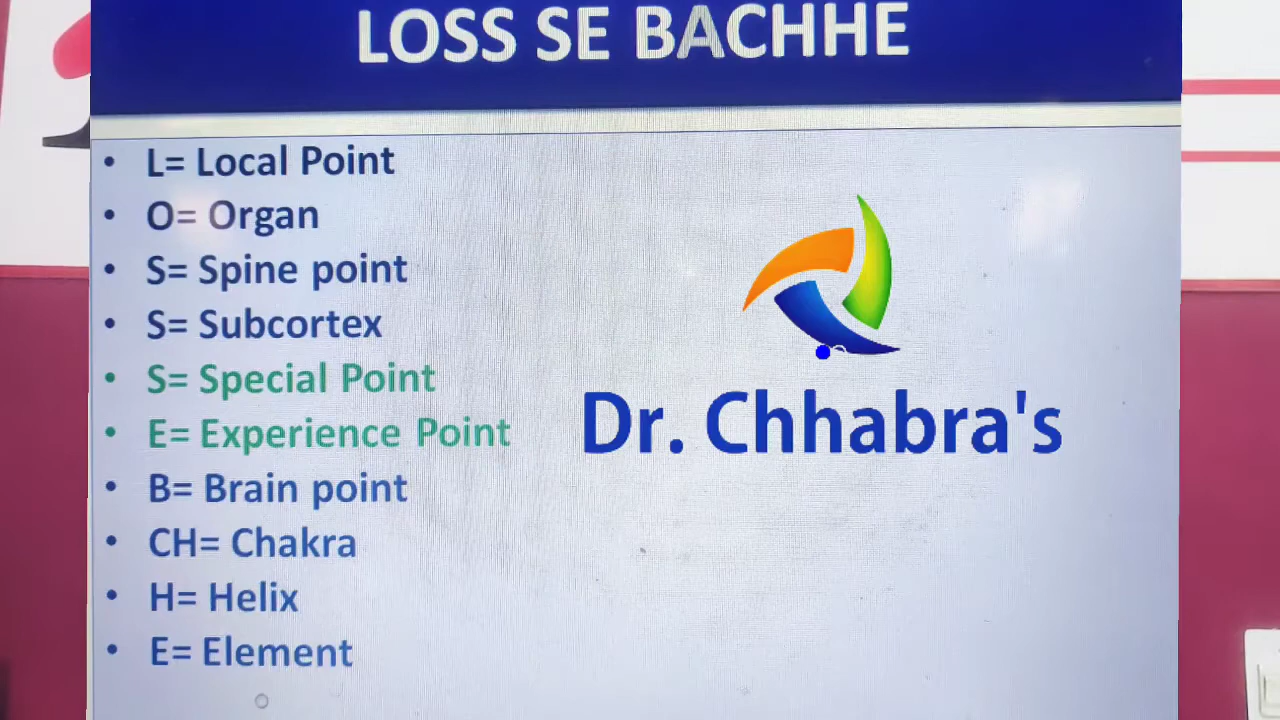 LOSS SE BACHHE
• L= Local Point
• O= Organ
• S= Spine point
• S= Subcortex
• S= Special Point
• E= Experience Point
• B= Brain point
• CH= Chakra
• H= Helix
• E= Element
Dr. Chhabra's